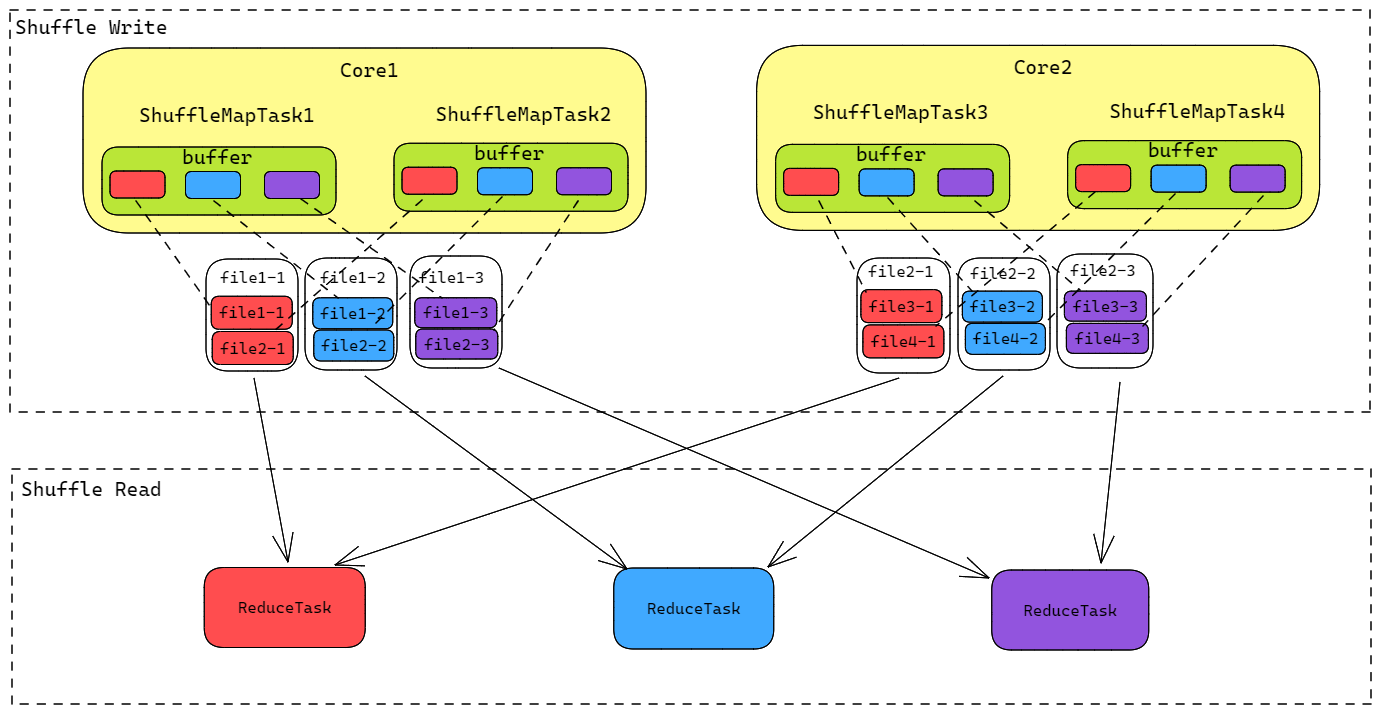 Shuffle Write
Core1
ShuffleMapTask1
ShuffleMapTask2
buffer
buffer
Core2
ShuffleMapTask3
ShuffleMapTask4
buffer
buffer
file1-1
file1-1
file2-1
file1-2
file1-2
file2-2
file1-3
file1-3
file2-3
file2-1
file3-1
file4-1
file2-2
file3-2
file4-2
file2-3
file3-3
file4-3
Shuffle Read
ReduceTask
ReduceTask
ReduceTask